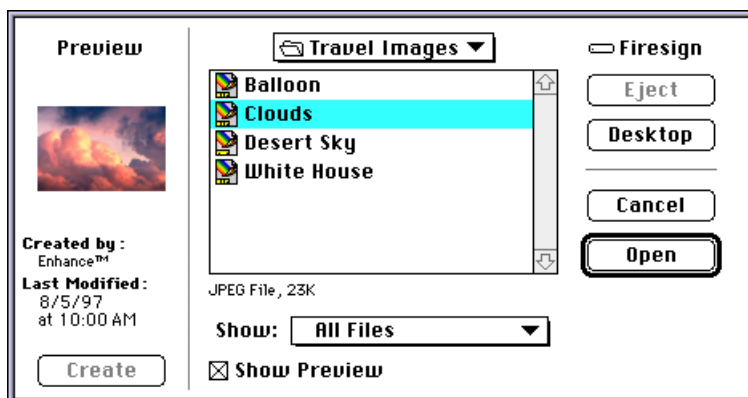 Preview
Created by:
Enhance™
Last Modified:
8/5/97
at 10:00 AM
Create
Travel Images
Balloon
Clouds
Desert Sky
White House
JPEG File, 23K
Show: All Files
Show Preview
Firesign
Eject
Desktop
Cancel
Open